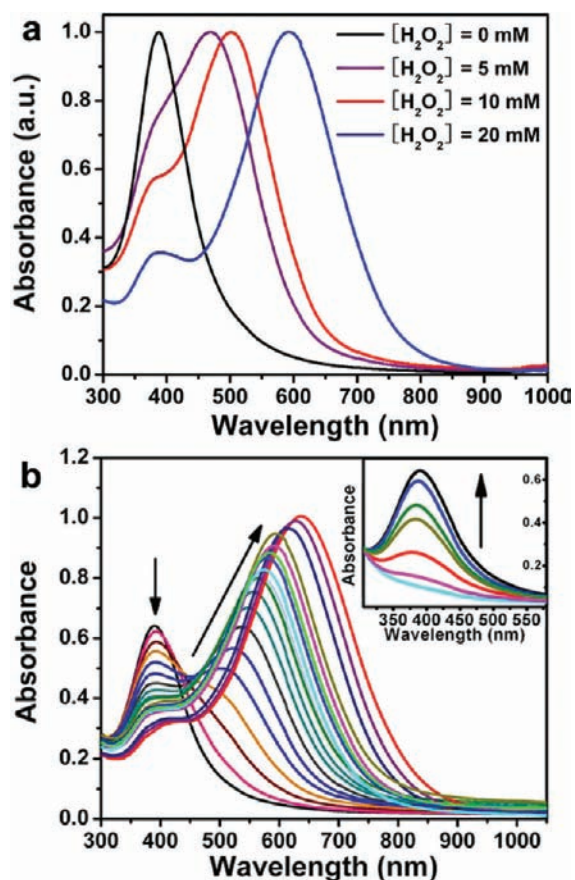 a
1.0
0.8
0.6
0.4
0.2
0.0
Absorbance (a.u.)
[H₂O₂] = 0 mM
[H₂O₂] = 5 mM
[H₂O₂] = 10 mM
[H₂O₂] = 20 mM
300 400 500 600 700 800 900 1000
Wavelength (nm)
b
1.2
1.0
0.8
0.6
0.4
0.2
0.0
Absorbance
0.6
0.4
0.2
Absorbance
350 400 450 500 550
Wavelength (nm)
300 400 500 600 700 800 900 1000
Wavelength (nm)